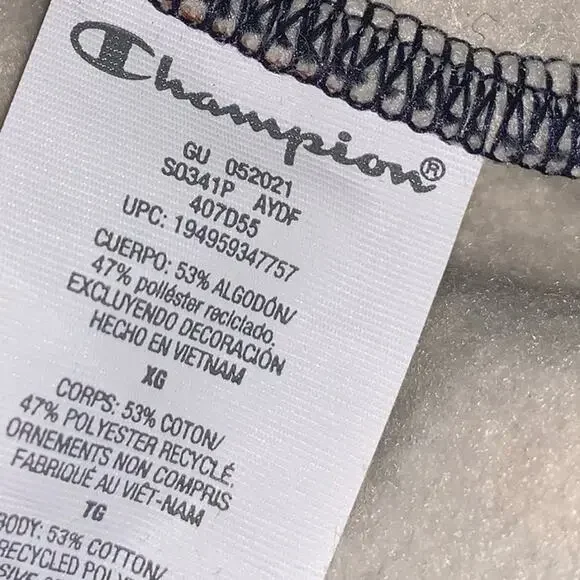 Champion®
GU 052021
S0341P AYDF
407D55
UPC: 194959347757
CUERPO: 53% ALGODÓN/
47% poliéster reciclado.
EXCLUYENDO DECORACIÓN
HECHO EN VIETNAM
XG
CORPS: 53% COTON/
47% POLYESTER RECYCLÉ.
ORNEMENTS NON COMPRIS
FABRIQUÉ AU VIÊT-NAM
TG
BODY: 53% COTTON/
RECYCLED